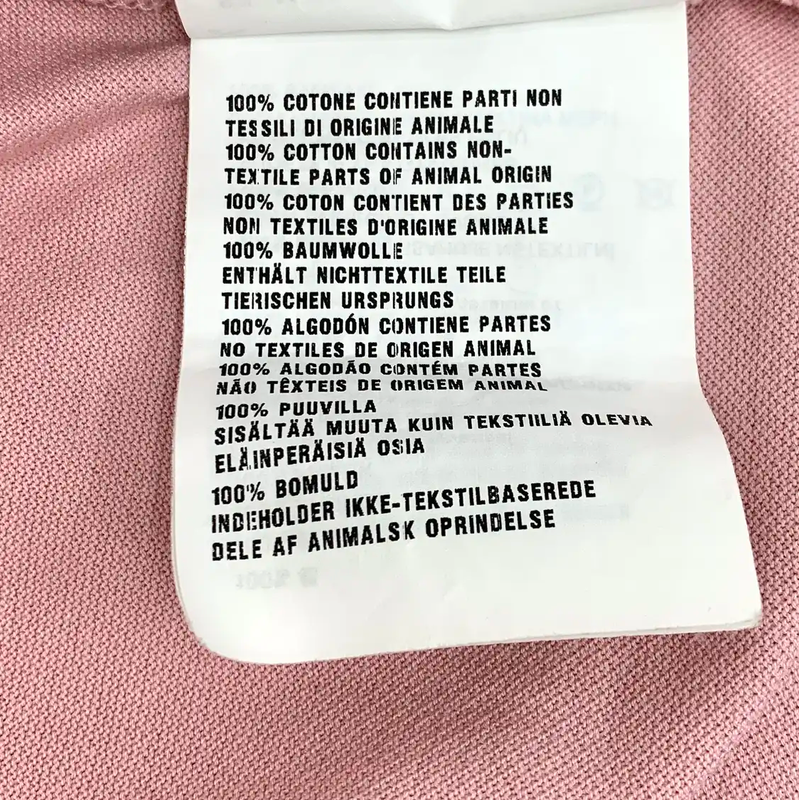 100% COTONE CONTIENE PARTI NON
TESSILI DI ORIGINE ANIMALE
100% COTTON CONTAINS NON-
TEXTILE PARTS OF ANIMAL ORIGIN
100% COTON CONTIENT DES PARTIES
NON TEXTILES D'ORIGINE ANIMALE
100% BAUMWOLLE
ENTHÄLT NICHTTEXTILE TEILE
TIERISCHEN URSPRUNGS
100% ALGODÓN CONTIENE PARTES
NO TEXTILES DE ORIGEN ANIMAL
100% ALGODÃO CONTÉM PARTES
NÃO TÊXTEIS DE ORIGEM ANIMAL
100% PUUVILLA
SISÄLTÄÄ MUUTA KUIN TEKSTIILIÄ OLEVIA
ELÄINPERÄISIÄ OSIA
100% BOMULD
INDEHOLDER IKKE-TEKSTILBASEREDE
DELE AF ANIMALSK OPRINDELSE